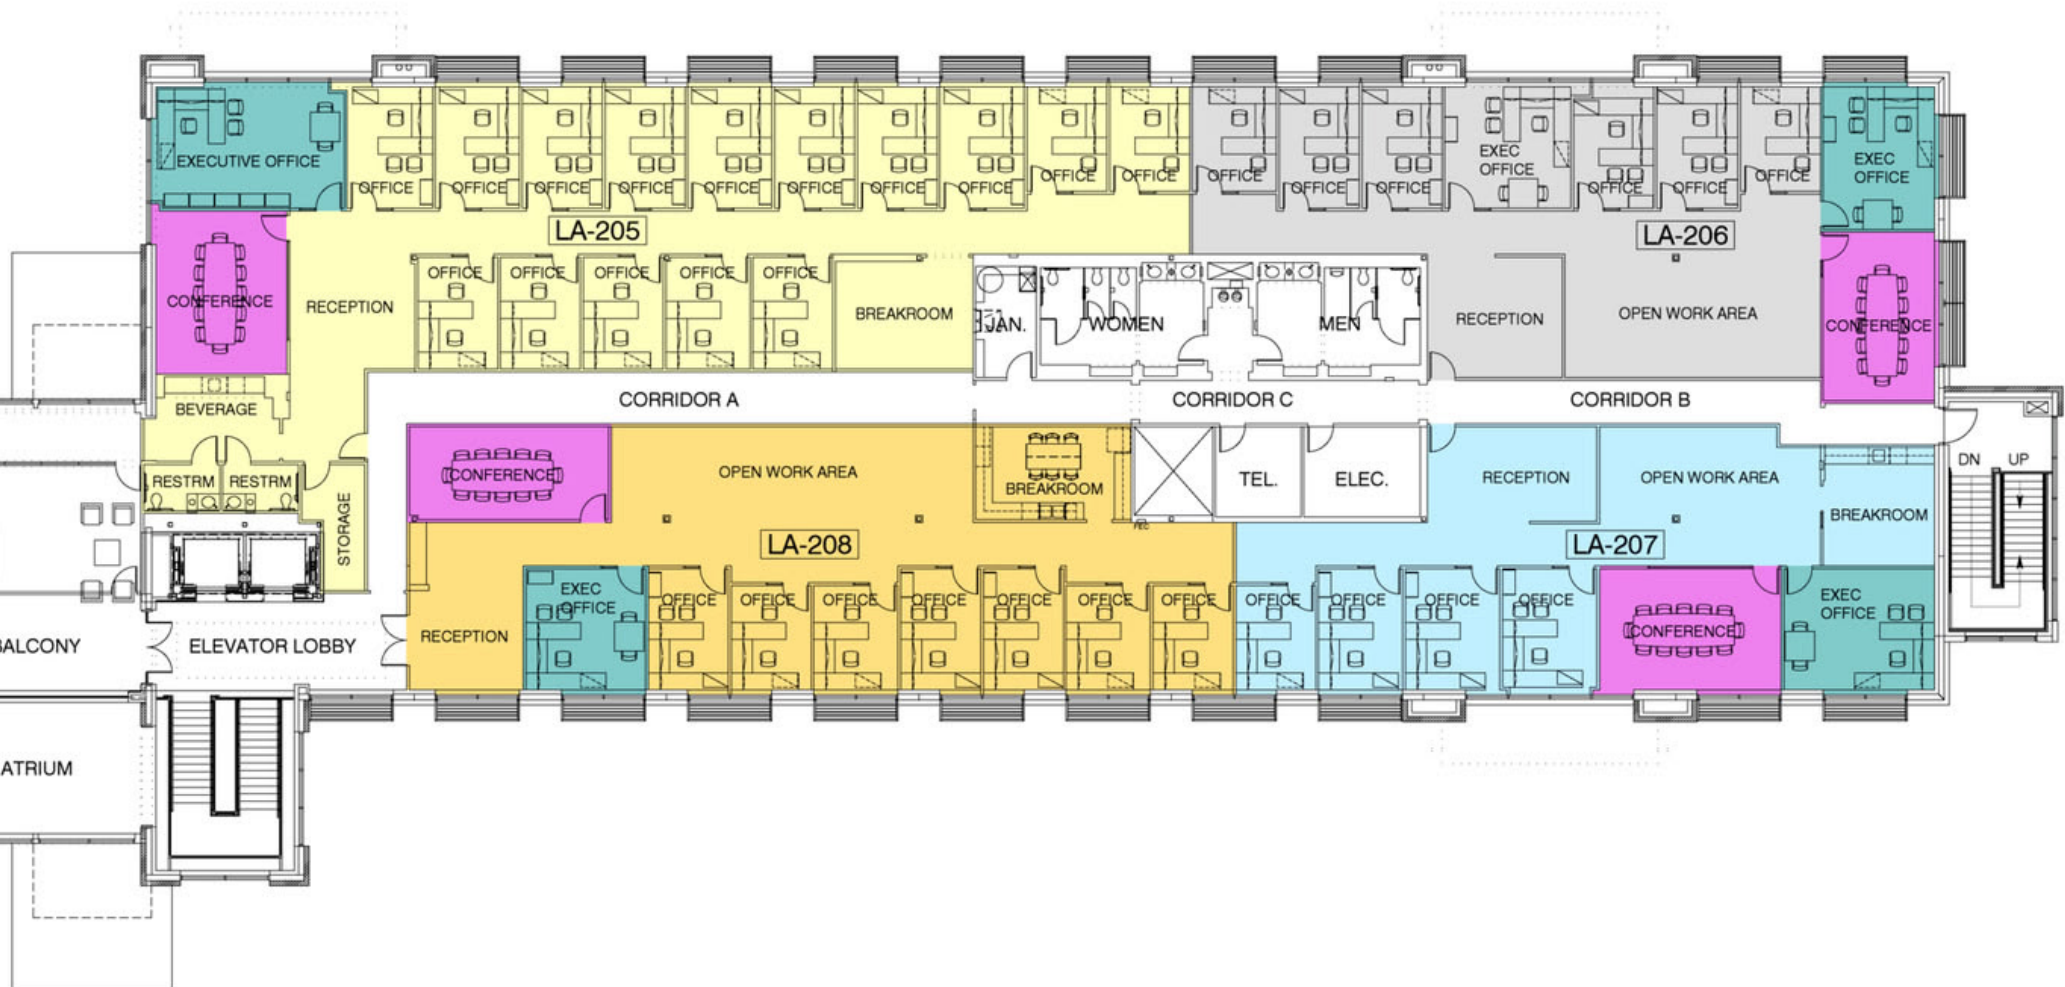 EXECUTIVE OFFICE
OFFICE
OFFICE
OFFICE
OFFICE
OFFICE
OFFICE
OFFICE
OFFICE
OFFICE
OFFICE
OFFICE
OFFICE
OFFICE
EXEC
OFFICE
OFFICE
OFFICE
OFFICE
EXEC
OFFICE
LA-205
LA-206
CONFERENCE
RECEPTION
OFFICE
OFFICE
OFFICE
OFFICE
OFFICE
BREAKROOM
JAN.
WOMEN
MEN
RECEPTION
OPEN WORK AREA
CONFERENCE
BEVERAGE
CORRIDOR A
CORRIDOR C
CORRIDOR B
RESTRM
RESTRM
STORAGE
CONFERENCE
OPEN WORK AREA
BREAKROOM
TEL.
ELEC.
RECEPTION
OPEN WORK AREA
BREAKROOM
DN
UP
FEC
LA-208
LA-207
EXEC
OFFICE
OFFICE
OFFICE
OFFICE
OFFICE
OFFICE
OFFICE
OFFICE
OFFICE
OFFICE
OFFICE
OFFICE
CONFERENCE
EXEC
OFFICE
BALCONY
ELEVATOR LOBBY
RECEPTION
ATRIUM